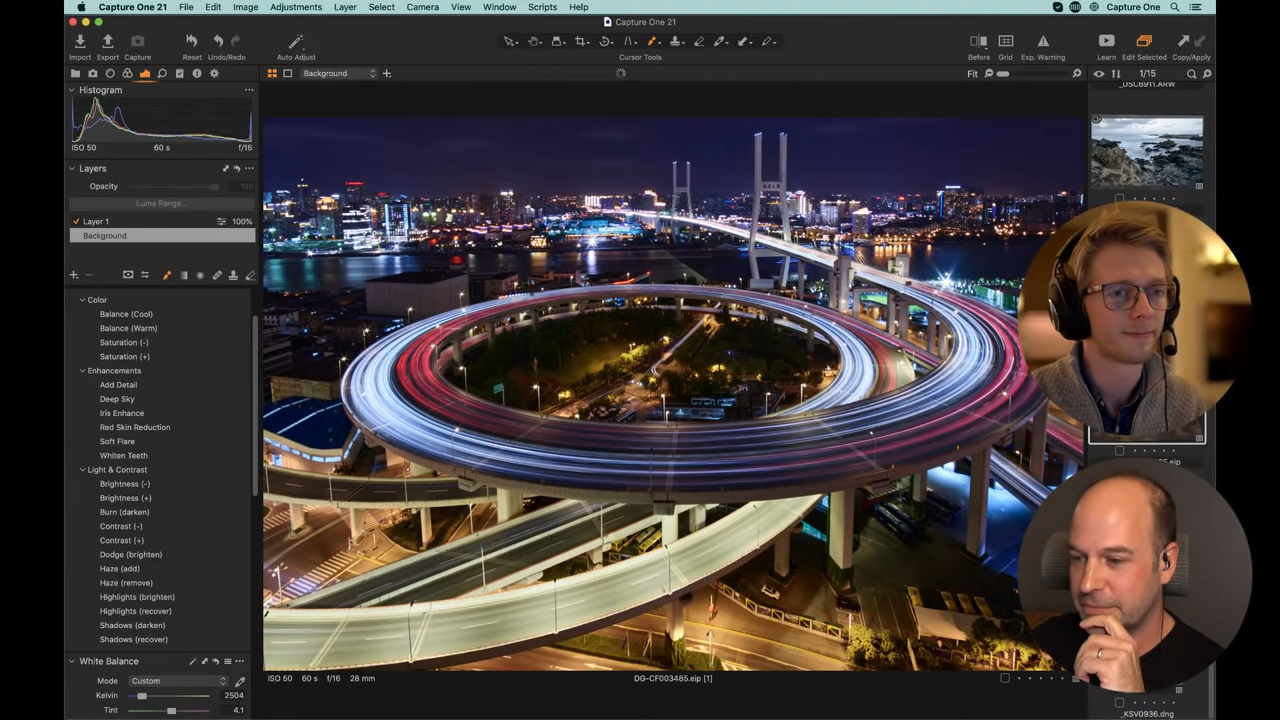 Capture One 21 File Edit Image Adjustments Layer Select Camera View Window Scripts Help Capture One
Capture One 21
Import Export Capture Reset Undo/Redo Auto Adjust Cursor Tools Before Grid Exp. Warning Learn Edit Selected Copy/Apply
Background Fit 1/15
_DSC6911.ARW
Histogram
ISO 50 60 s f/16
Layers
Opacity 100
Luma Range...
Layer 1 100%
Background
Color
Balance (Cool)
Balance (Warm)
Saturation (-)
Saturation (+)
Enhancements
Add Detail
Deep Sky
Iris Enhance
Red Skin Reduction
Soft Flare
Whiten Teeth
Light & Contrast
Brightness (-)
Brightness (+)
Burn (darken)
Contrast (-)
Contrast (+)
Dodge (brighten)
Haze (add)
Haze (remove)
Highlights (brighten)
Highlights (recover)
Shadows (darken)
Shadows (recover)
White Balance
Mode Custom
Kelvin 2504
Tint 4.1
ISO 50 60 s f/16 28 mm DG-CF003485.eip [1]
_KSV0936.dng